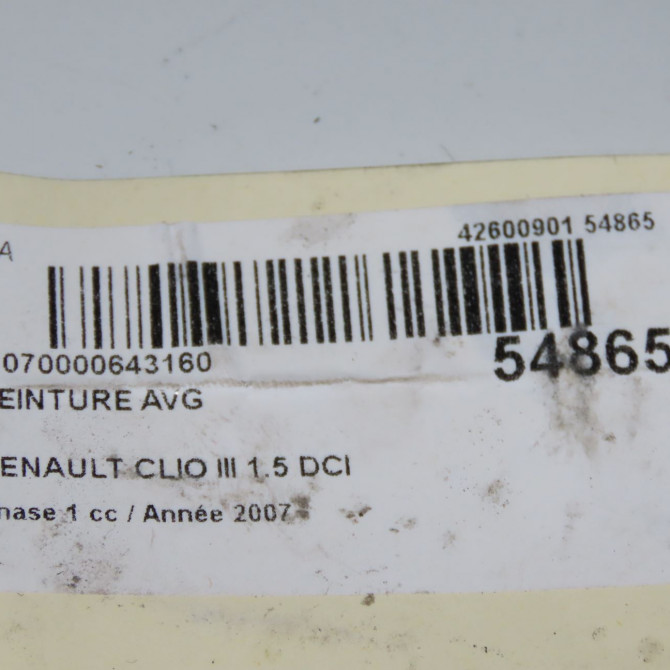 A
42600901 54865
070000643160
54865
EINTURE AVG
ENAULT CLIO III 1.5 DCI
hase 1 cc / Année 2007